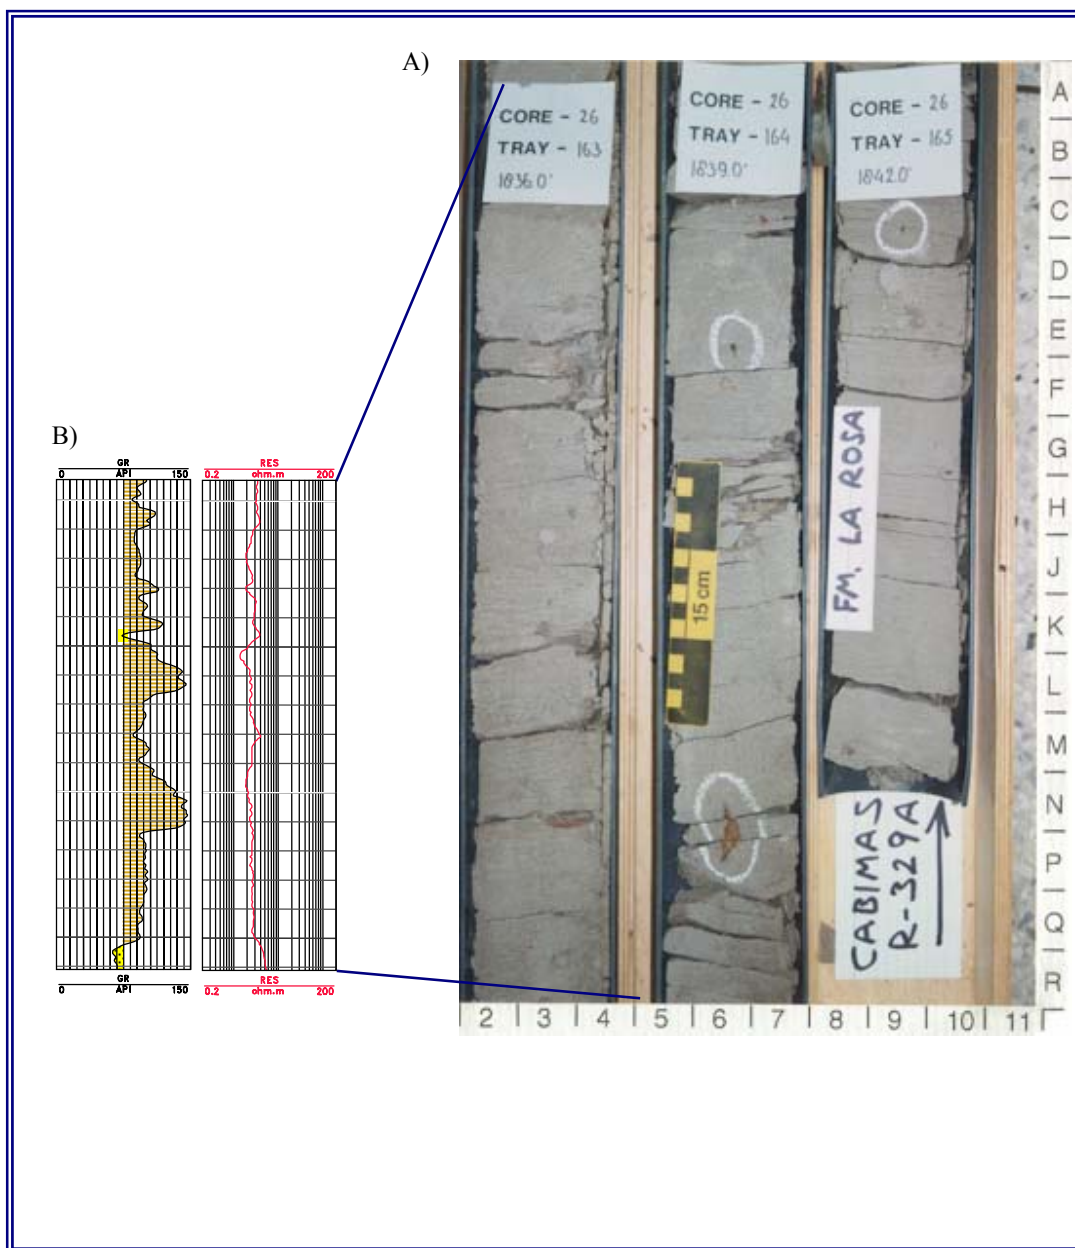 A)
CORE - 26
TRAY - 163
1836.0'
CORE - 26
TRAY - 164
1839.0'
CORE - 26
TRAY - 165
1842.0'
A
B
C
D
E
F
G
H
J
K
L
M
N
P
Q
R
15 cm
FM. LA ROSA
CABIMAS
R-329A
2 3 4 5 6 7 8 9 10 11
B)
GR
0 API 150
RES
0.2 ohm.m 200
GR
0 API 150
RES
0.2 ohm.m 200